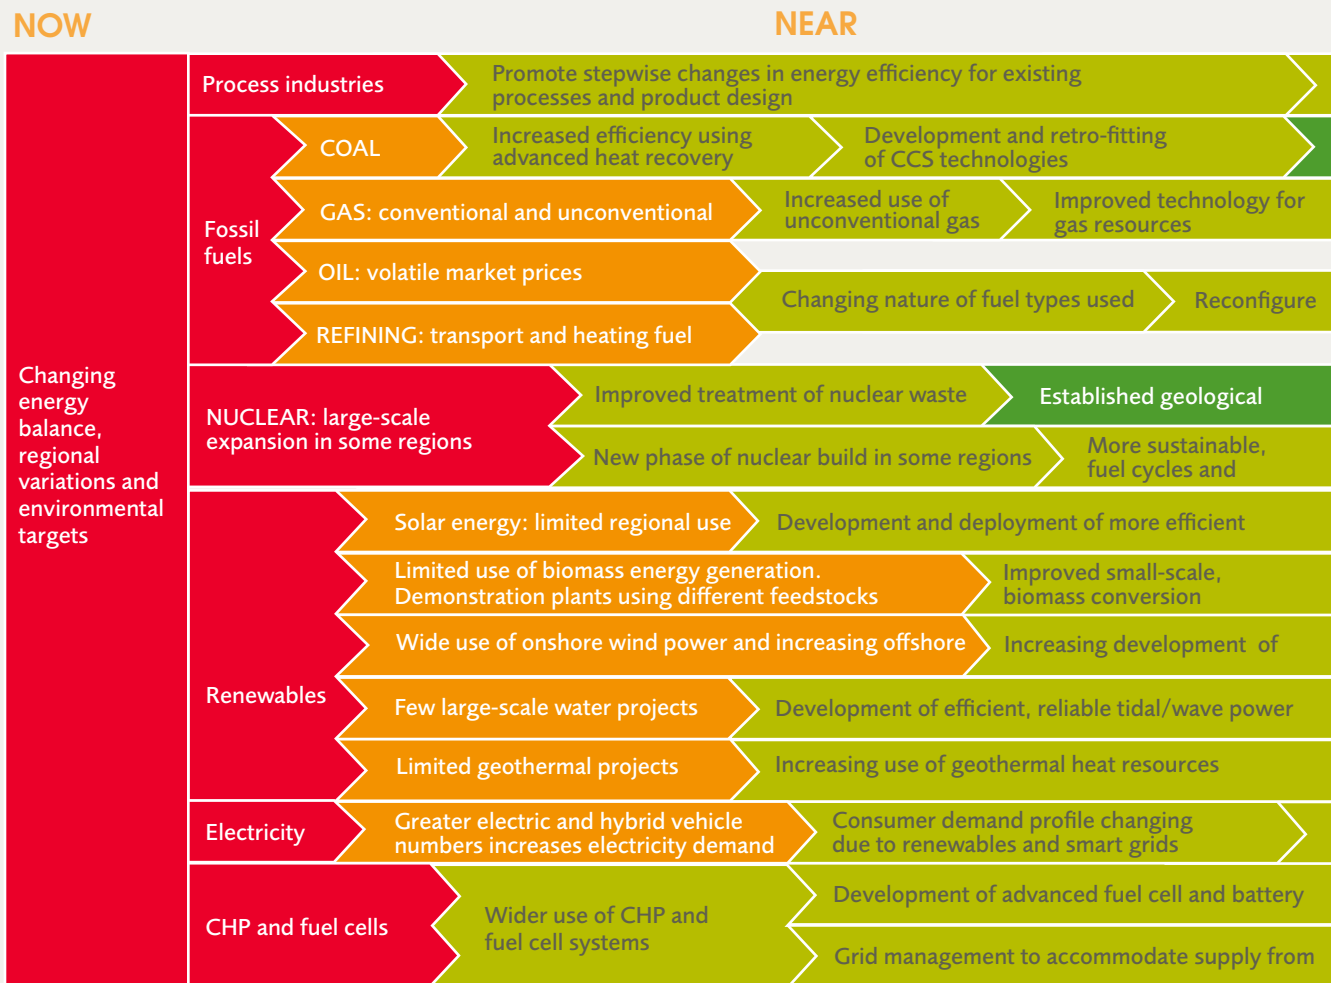 NOW
NEAR
Process industries
Promote stepwise changes in energy efficiency for existing
processes and product design
Fossil
fuels
COAL
Increased efficiency using
advanced heat recovery
Development and retro-fitting
of CCS technologies
GAS: conventional and unconventional
Increased use of
unconventional gas
Improved technology for
gas resources
OIL: volatile market prices
REFINING: transport and heating fuel
Changing nature of fuel types used
Reconfigure
Changing
energy
balance,
regional
variations and
environmental
targets
NUCLEAR: large-scale
expansion in some regions
Improved treatment of nuclear waste
Established geological
New phase of nuclear build in some regions
More sustainable,
fuel cycles and
Renewables
Solar energy: limited regional use
Development and deployment of more efficient
Limited use of biomass energy generation.
Demonstration plants using different feedstocks
Improved small-scale,
biomass conversion
Wide use of onshore wind power and increasing offshore
Increasing development of
Few large-scale water projects
Development of efficient, reliable tidal/wave power
Limited geothermal projects
Increasing use of geothermal heat resources
Electricity
Greater electric and hybrid vehicle
numbers increases electricity demand
Consumer demand profile changing
due to renewables and smart grids
CHP and fuel cells
Wider use of CHP and
fuel cell systems
Development of advanced fuel cell and battery
Grid management to accommodate supply from